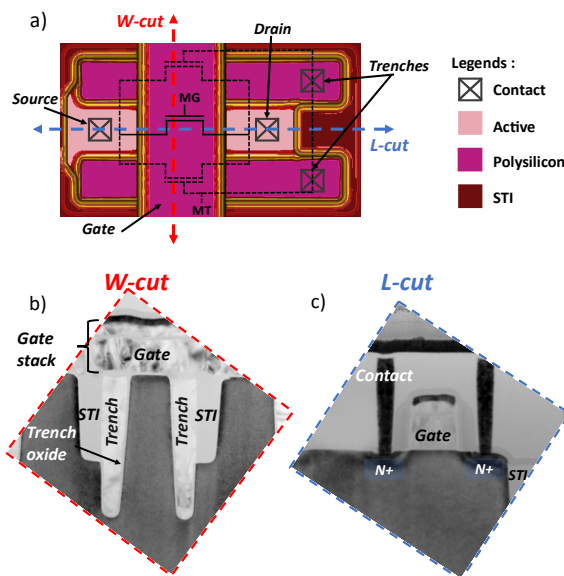 a)
W-cut
Drain
Trenches
Source
MG
L-cut
MT
Gate
Legends :
Contact
Active
Polysilicon
STI
W-cut
b)
Gate
stack
Gate
STI
Trench
Trench
STI
Trench
oxide
L-cut
c)
Contact
Gate
N+
N+
STI